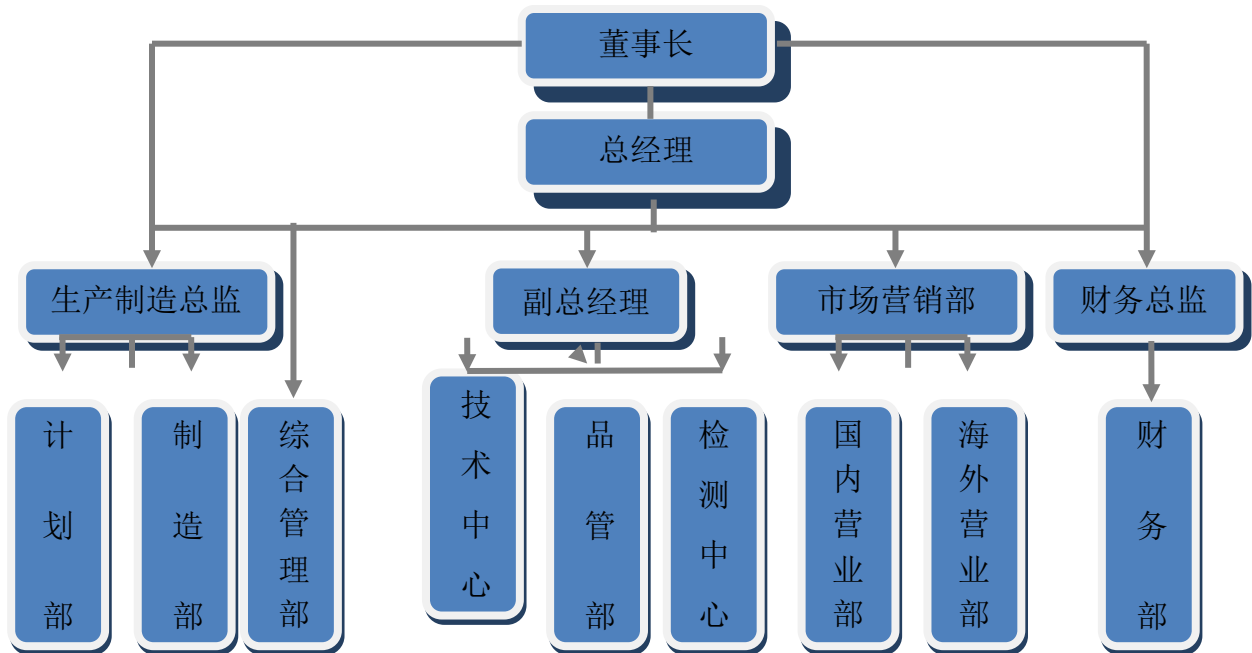 董事长
总经理
生产制造总监
副总经理
市场营销部
财务总监
计划部
制造部
综合管理部
技术中心
品管部
检测中心
国内营业部
海外营业部
财务部